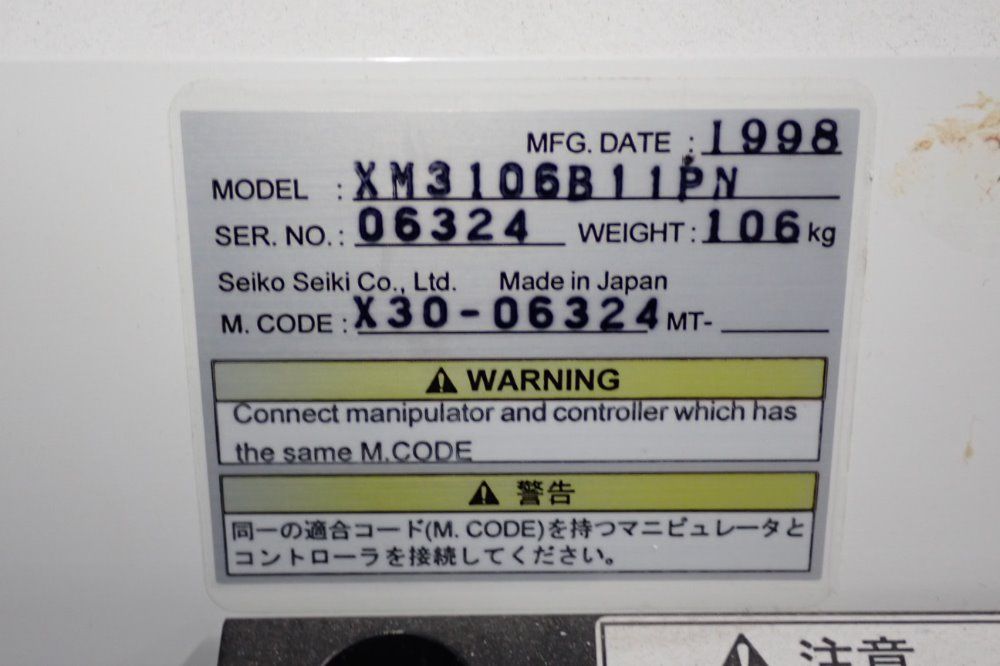 MFG. DATE : 1998
MODEL : XM3106B11PN
SER. NO. : 06324 WEIGHT : 106 kg
Seiko Seiki Co., Ltd. Made in Japan
M. CODE : X30-06324 MT-
⚠ WARNING
Connect manipulator and controller which has
the same M.CODE
⚠ 警告
同一の適合コード(M. CODE)を持つマニピュレータと
コントローラを接続してください。
⚠ 注意